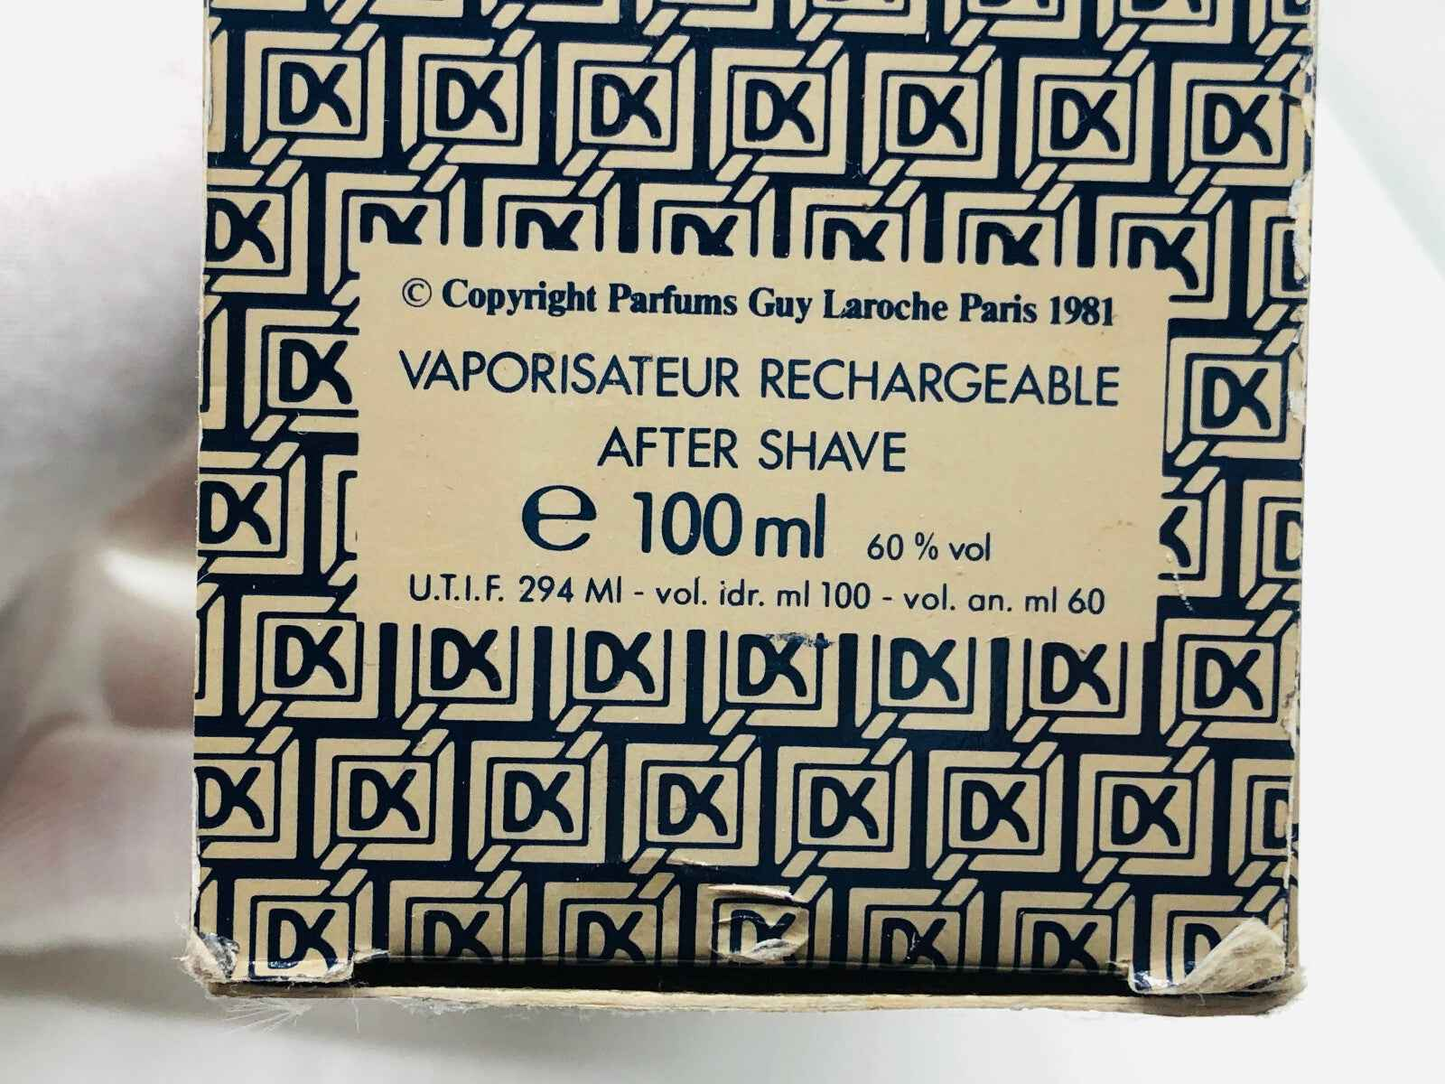 © Copyright Parfums Guy Laroche Paris 1981
VAPORISATEUR RECHARGEABLE
AFTER SHAVE
e 100 ml 60 % vol
U.T.I.F. 294 MI - vol. idr. ml 100 - vol. an. ml 60